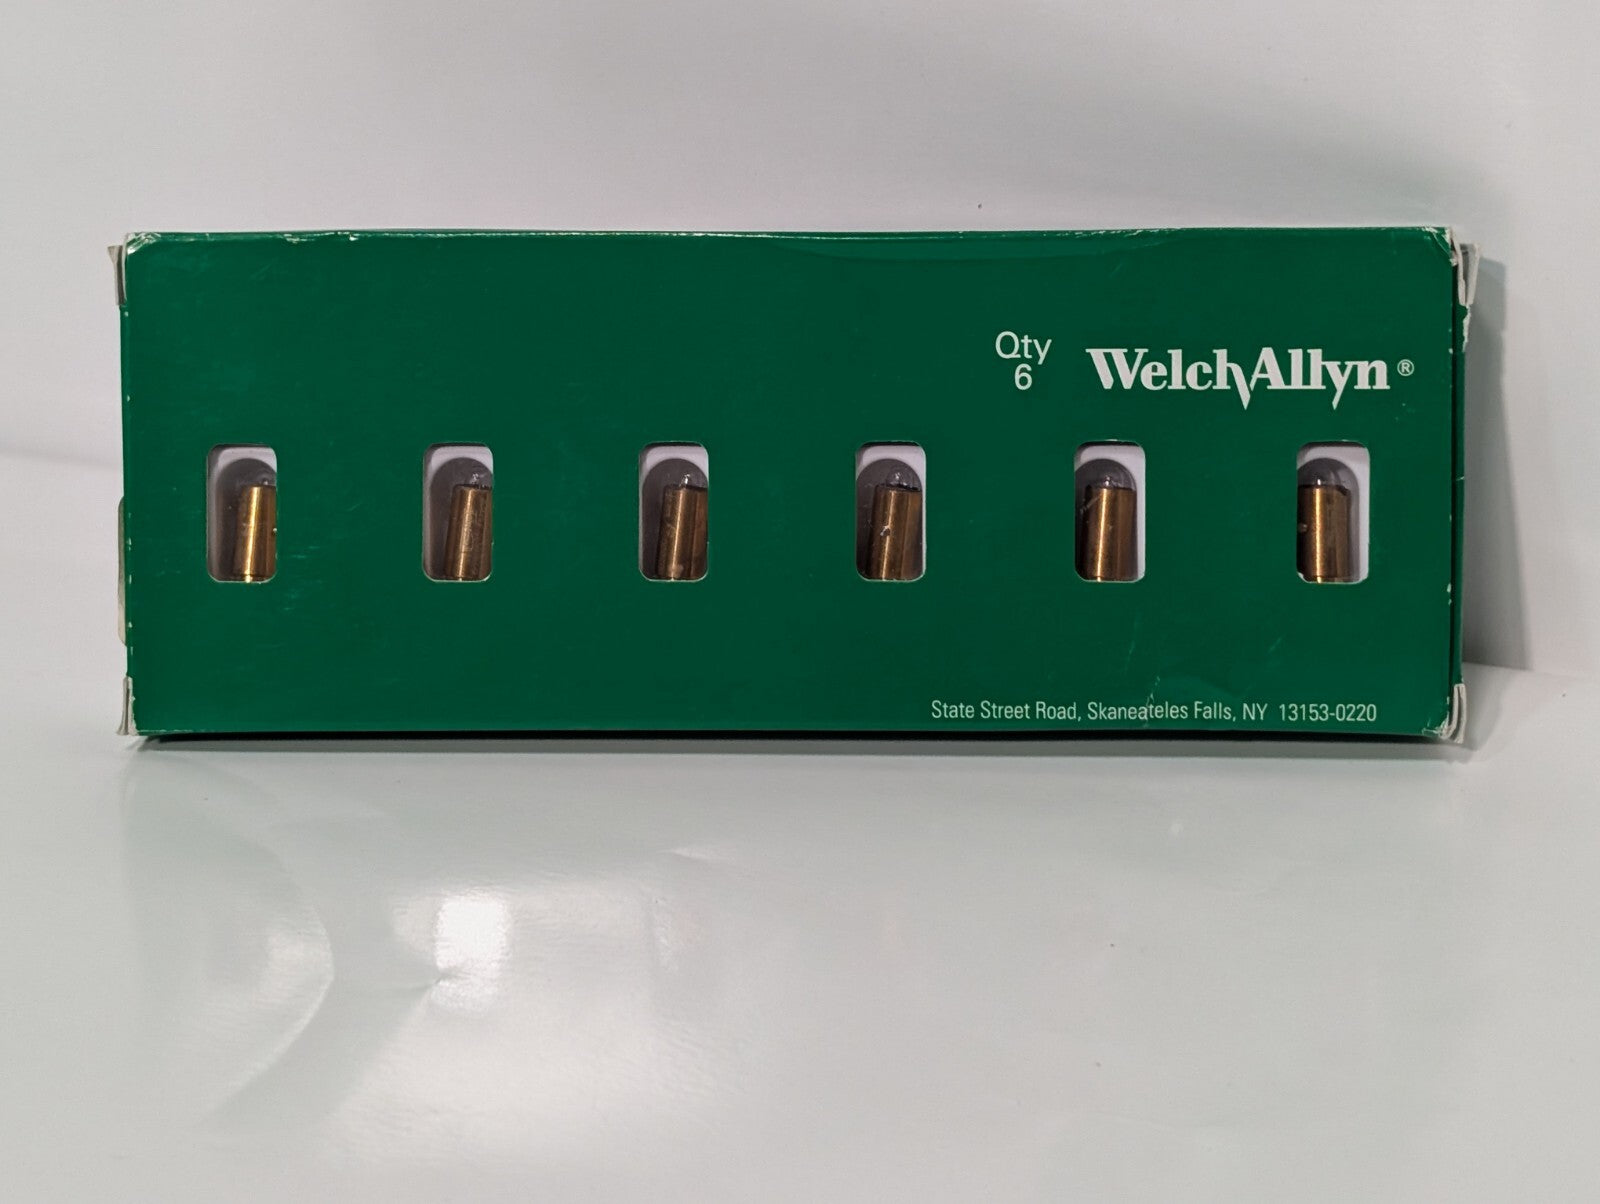 Qty
6
WelchAllyn®
State Street Road, Skaneateles Falls, NY 13153-0220